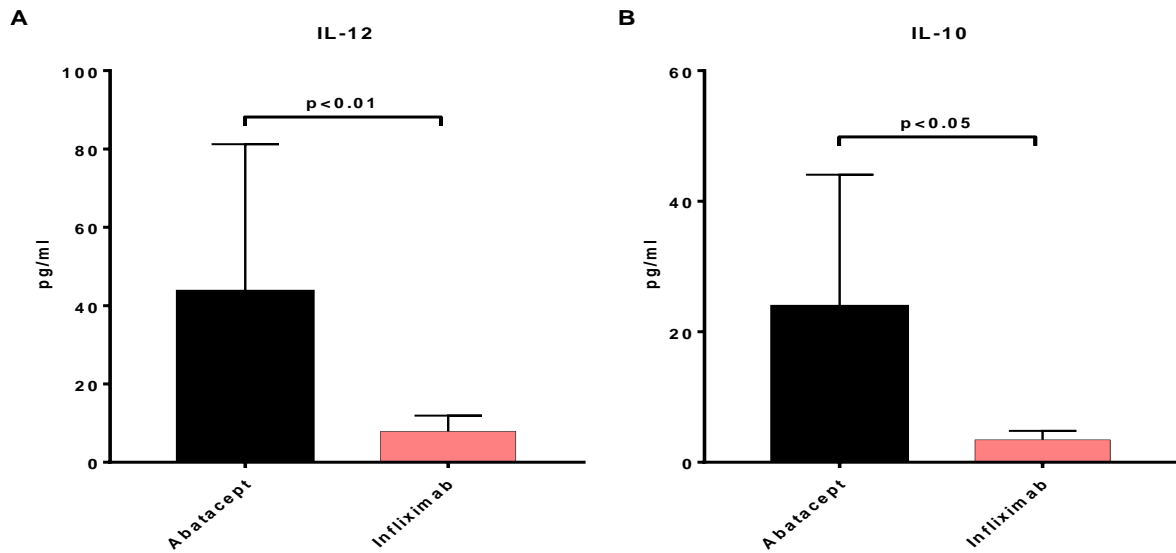 A
IL-12
100
80
60
40
20
0
pg/ml
p<0.01
Abatacept
Infliximab
B
IL-10
60
40
20
0
pg/ml
p<0.05
Abatacept
Infliximab